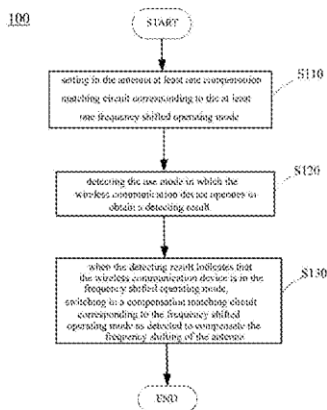 100
START
setting in the antenna at least one compensation
matching circuit corresponding to the at least
one frequency shifted operating mode
S110
detecting the use mode in which the
wireless communication device operates to
obtain a detecting result
S120
when the detecting result indicates that
the wireless communication device is in the
frequency shifted operating mode,
switching in a compensation matching circuit
corresponding to the frequency shifted
operating mode as detected to compensate the
frequency shifting of the antenna
S130
END